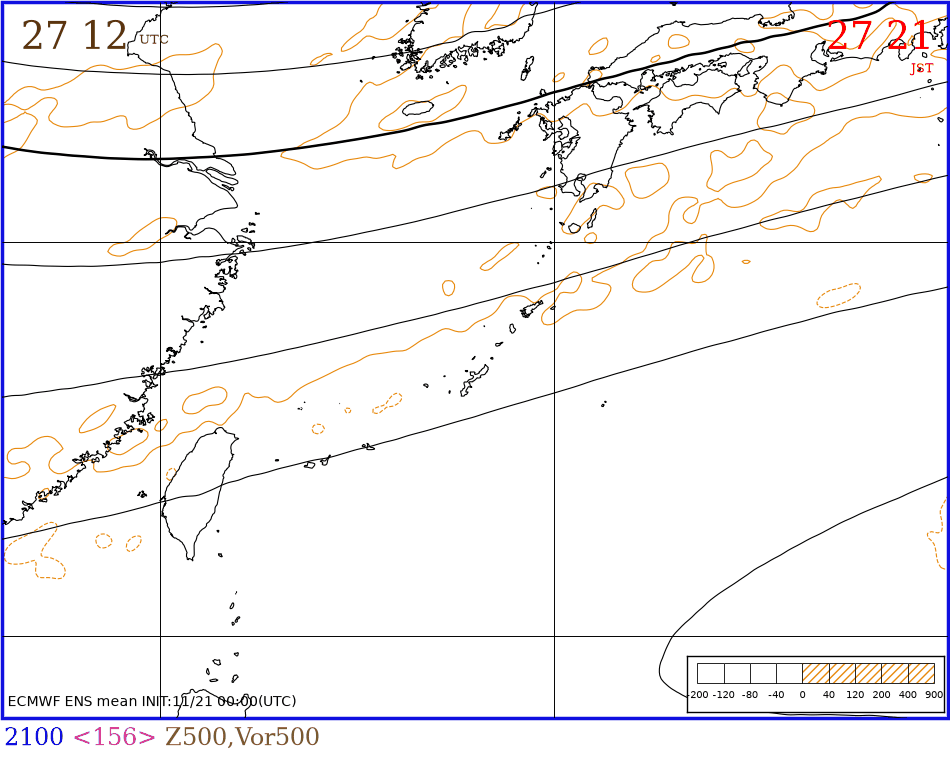 27 12 UTC
27 21
JST
-200 -120 -80 -40 0 40 120 200 400 900
ECMWF ENS mean INIT:11/21 00:00(UTC)
2100 <156> Z500,Vor500